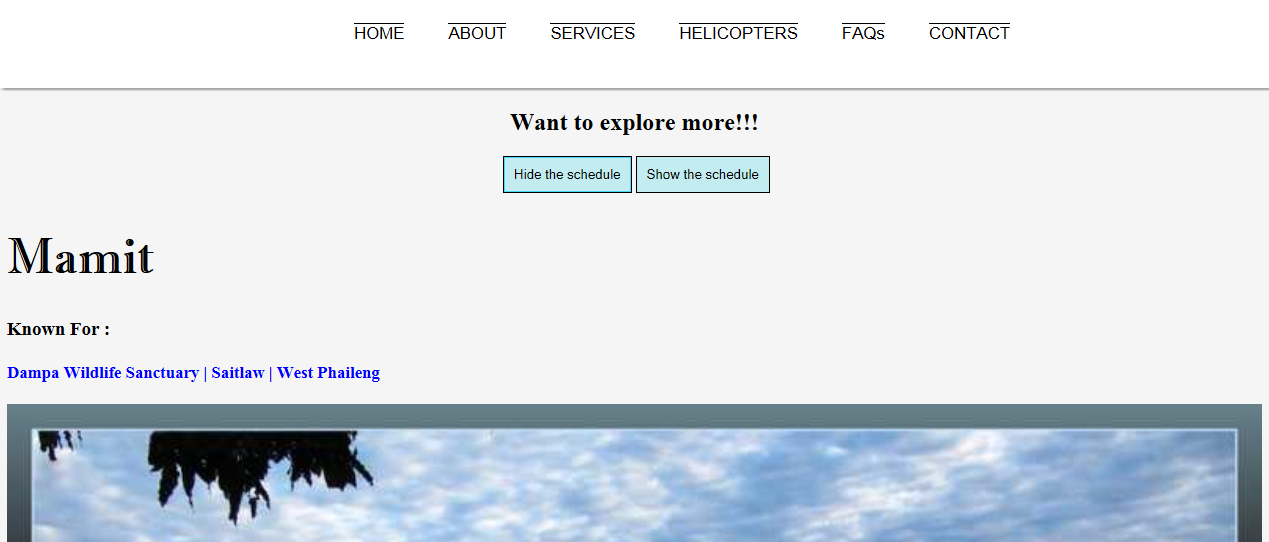 HOME ABOUT SERVICES HELICOPTERS FAQs CONTACT
Want to explore more!!!
Hide the schedule Show the schedule
Mamit
Known For :
Dampa Wildlife Sanctuary | Saitlaw | West Phaileng